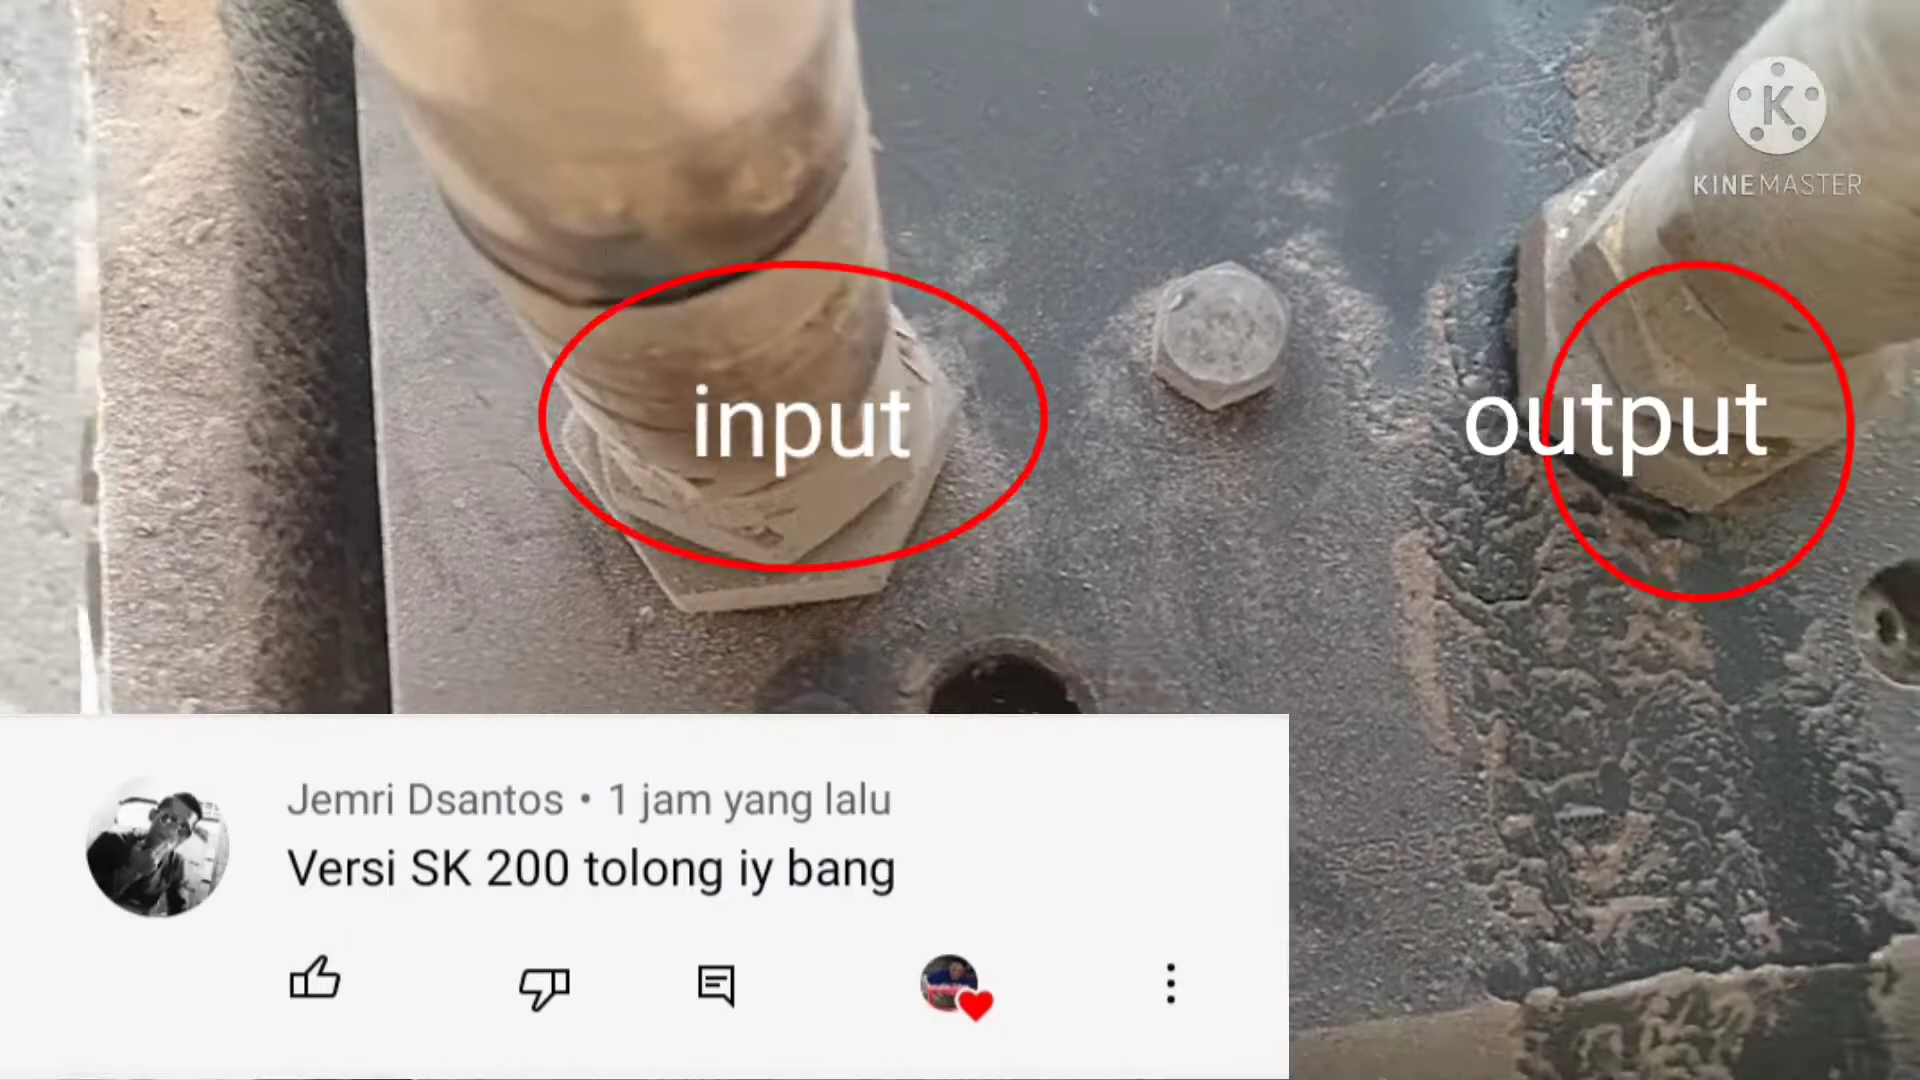 KINEMASTER
input
output
Jemri Dsantos • 1 jam yang lalu
Versi SK 200 tolong iy bang